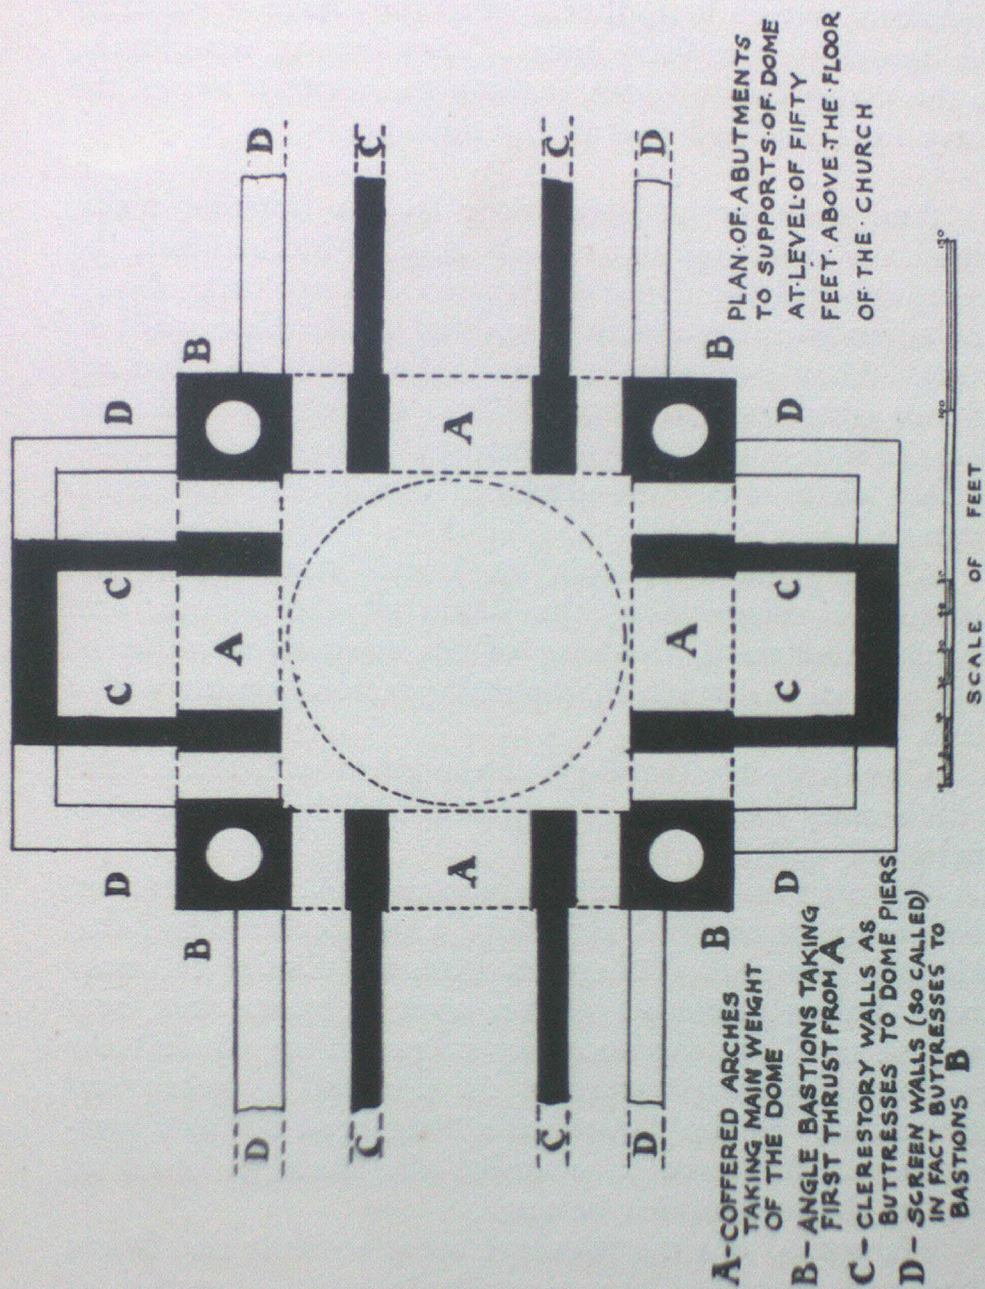 D C C D
B B
A
D D
C C
A A
C C
D D
A
B B
D C C D
A-COFFERED ARCHES
TAKING MAIN WEIGHT
OF THE DOME
B-ANGLE BASTIONS TAKING
FIRST THRUST FROM A
C-CLERESTORY WALLS AS
BUTTRESSES TO DOME PIERS
D-SCREEN WALLS (SO CALLED)
IN FACT BUTTRESSES TO
BASTIONS B
SCALE OF FEET
PLAN·OF·ABUTMENTS
TO SUPPORTS·OF·DOME
AT·LEVEL·OF FIFTY
FEET ABOVE·THE·FLOOR
OF·THE·CHURCH